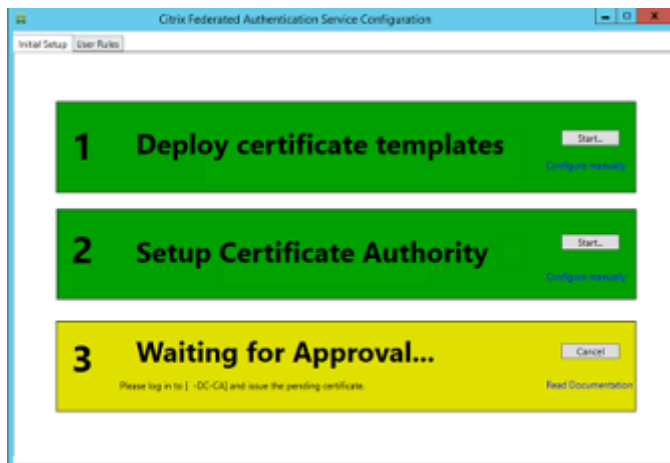 Citrix Federated Authentication Service Configuration
Initial Setup User Rules
1 Deploy certificate templates Start...
Configure manually
2 Setup Certificate Authority Start...
Configure manually
3 Waiting for Approval... Cancel
Please log in to [ -DC-CA] and issue the pending certificate. Read Documentation